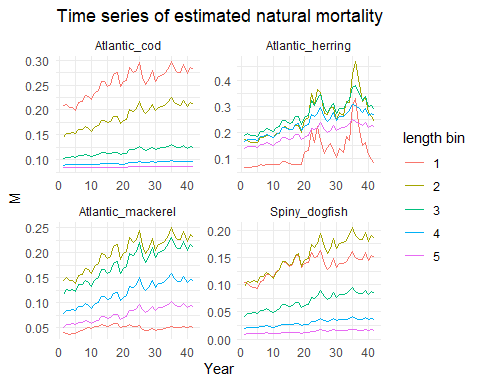 Time series of estimated natural mortality
Atlantic_cod
Atlantic_herring
0.30
0.25
0.20
0.15
0.10
0 10 20 30 40
0.4
0.3
0.2
0.1
0 10 20 30 40
Atlantic_mackerel
Spiny_dogfish
0.25
0.20
0.15
0.10
0.05
0 10 20 30 40
0.20
0.15
0.10
0.05
0.00
0 10 20 30 40
M
Year
length bin
1
2
3
4
5